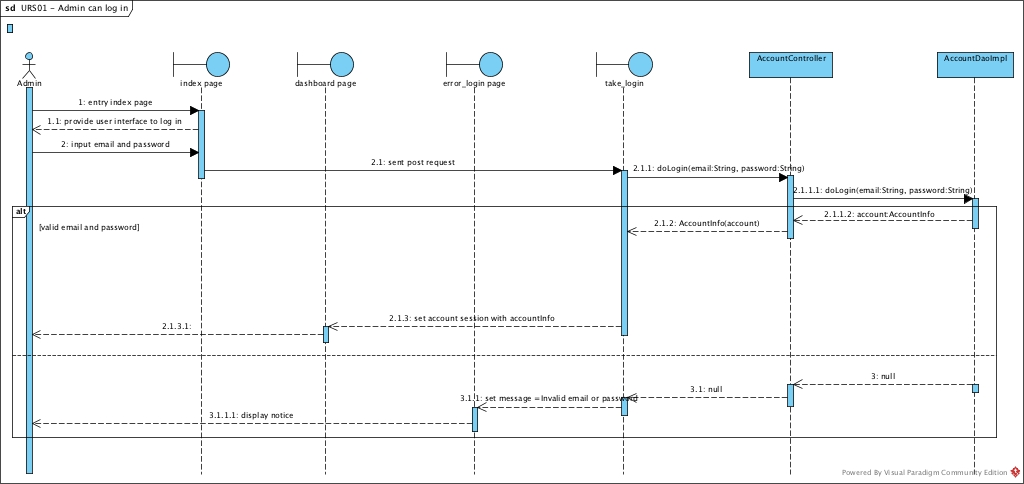 sd URS01 - Admin can log in
Admin
index page
dashboard page
error_login page
take_login
AccountController
AccountDaoImpl
1: entry index page
1.1: provide user interface to log in
2: input email and password
2.1: sent post request
2.1.1: doLogin(email:String, password:String)
2.1.1.1: doLogin(email:String, password:String)
alt
[valid email and password]
2.1.1.2: account:AccountInfo
2.1.2: AccountInfo(account)
2.1.3: set account session with accountInfo
2.1.3.1:
3: null
3.1: null
3.1.1: set message =Invalid email or password
3.1.1.1: display notice
Powered By Visual Paradigm Community Edition